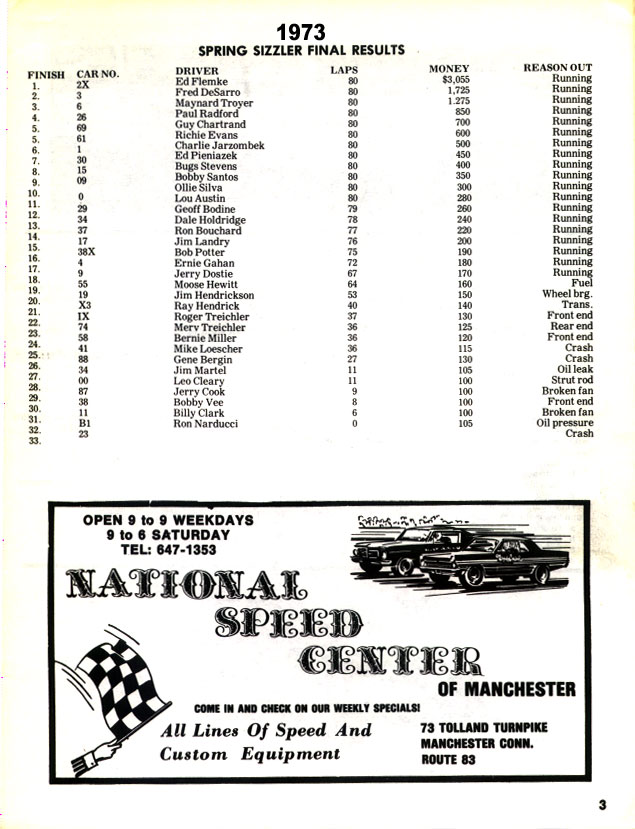 1973
SPRING SIZZLER FINAL RESULTS
FINISH CAR NO. DRIVER LAPS MONEY REASON OUT
1. 2X Ed Flemke 80 $3,055 Running
2. 3 Fred DeSarro 80 1,725 Running
3. 6 Maynard Troyer 80 1.275 Running
4. 26 Paul Radford 80 850 Running
5. 69 Guy Chartrand 80 700 Running
5. 61 Richie Evans 80 600 Running
6. 1 Charlie Jarzombek 80 500 Running
7. 30 Ed Pieniazek 80 450 Running
8. 15 Bugs Stevens 80 400 Running
9. 09 Bobby Santos 80 350 Running
10. Ollie Silva 80 300 Running
11. 0 Lou Austin 80 280 Running
12. 29 Geoff Bodine 79 260 Running
13. 34 Dale Holdridge 78 240 Running
14. 37 Ron Bouchard 77 220 Running
15. 17 Jim Landry 76 200 Running
16. 38X Bob Potter 75 190 Running
17. 4 Ernie Gahan 72 180 Running
18. 9 Jerry Dostie 67 170 Running
19. 55 Moose Hewitt 64 160 Fuel
20. 19 Jim Hendrickson 53 150 Wheel brg.
21. X3 Ray Hendrick 40 140 Trans.
22. IX Roger Treichler 37 130 Front end
23. 74 Merv Treichler 36 125 Rear end
24. 58 Bernie Miller 36 120 Front end
25. 41 Mike Loescher 36 115 Crash
26. 88 Gene Bergin 27 130 Crash
27. 34 Jim Martel 11 105 Oil leak
28. 00 Leo Cleary 11 100 Strut rod
29. 87 Jerry Cook 9 100 Broken fan
30. 38 Bobby Vee 8 100 Front end
31. 11 Billy Clark 6 100 Broken fan
32. B1 Ron Narducci 0 105 Oil pressure
33. 23 Crash
OPEN 9 to 9 WEEKDAYS
9 to 6 SATURDAY
TEL: 647-1353
NATIONAL
SPEED
CENTER
OF MANCHESTER
COME IN AND CHECK ON OUR WEEKLY SPECIALS!
All Lines Of Speed And
Custom Equipment
73 TOLLAND TURNPIKE
MANCHESTER CONN.
ROUTE 83
3